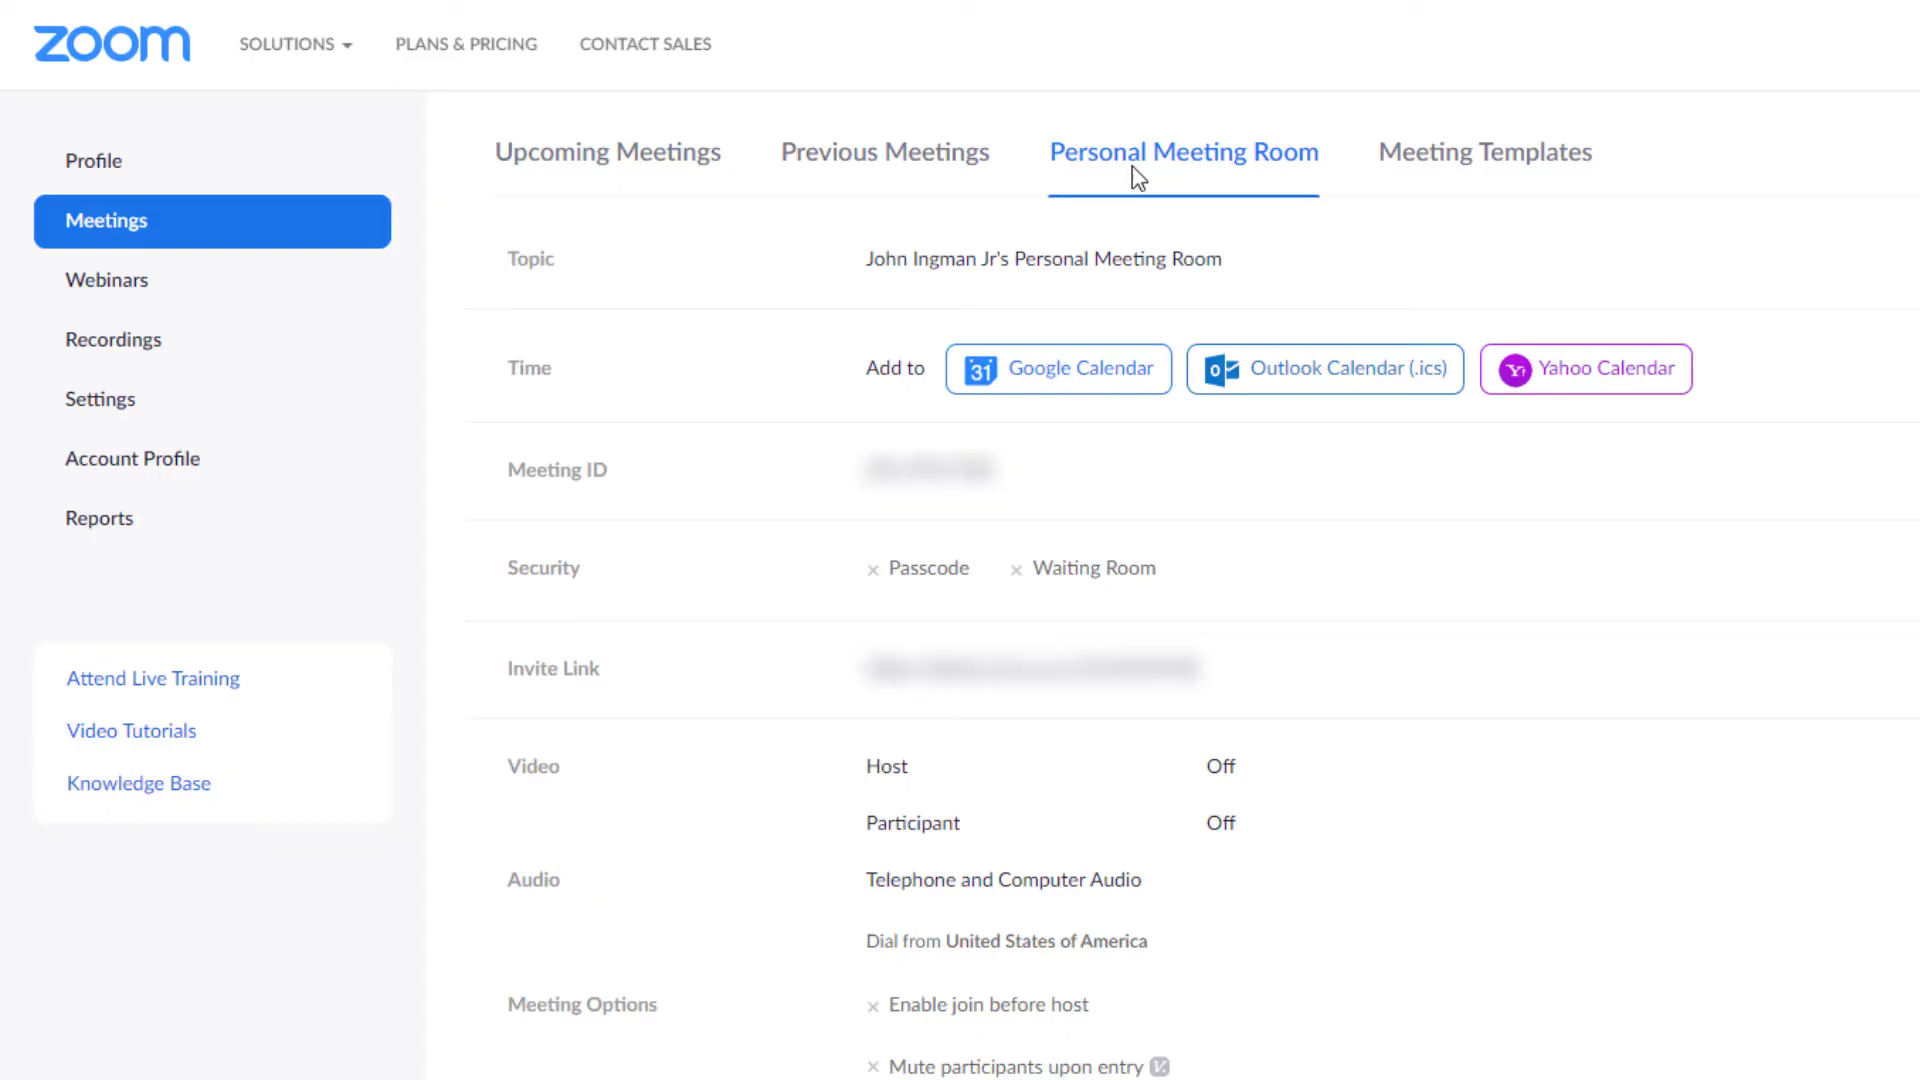 zoom
SOLUTIONS
PLANS & PRICING
CONTACT SALES
Profile
Meetings
Webinars
Recordings
Settings
Account Profile
Reports
Attend Live Training
Video Tutorials
Knowledge Base
Upcoming Meetings
Previous Meetings
Personal Meeting Room
Meeting Templates
Topic
John Ingman Jr's Personal Meeting Room
Time
Add to
31
Google Calendar
Outlook Calendar (.ics)
Yahoo Calendar
Meeting ID
Security
× Passcode
× Waiting Room
Invite Link
Video
Host
Off
Participant
Off
Audio
Telephone and Computer Audio
Dial from United States of America
Meeting Options
× Enable join before host
× Mute participants upon entry